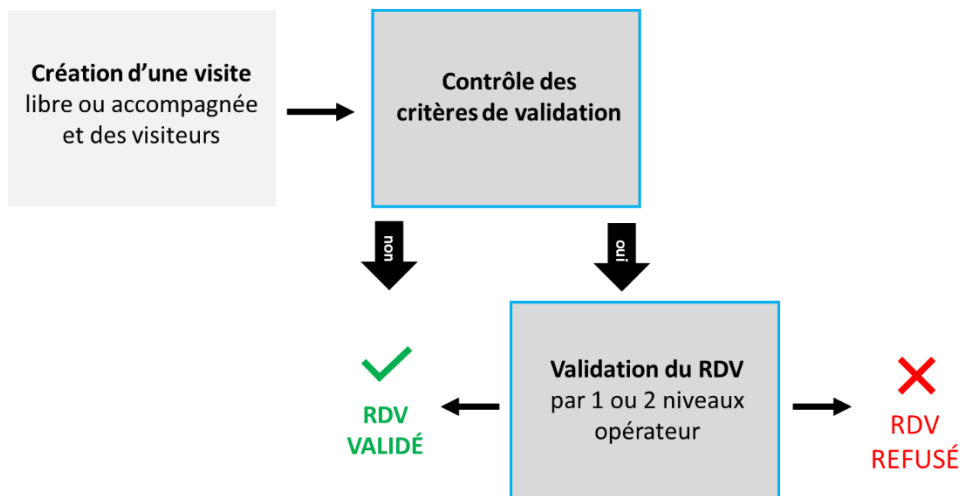 Création d’une visite
libre ou accompagnée
et des visiteurs
Contrôle des
critères de validation
non
oui
Validation du RDV
par 1 ou 2 niveaux
opérateur
RDV
VALIDÉ
RDV
REFUSÉ